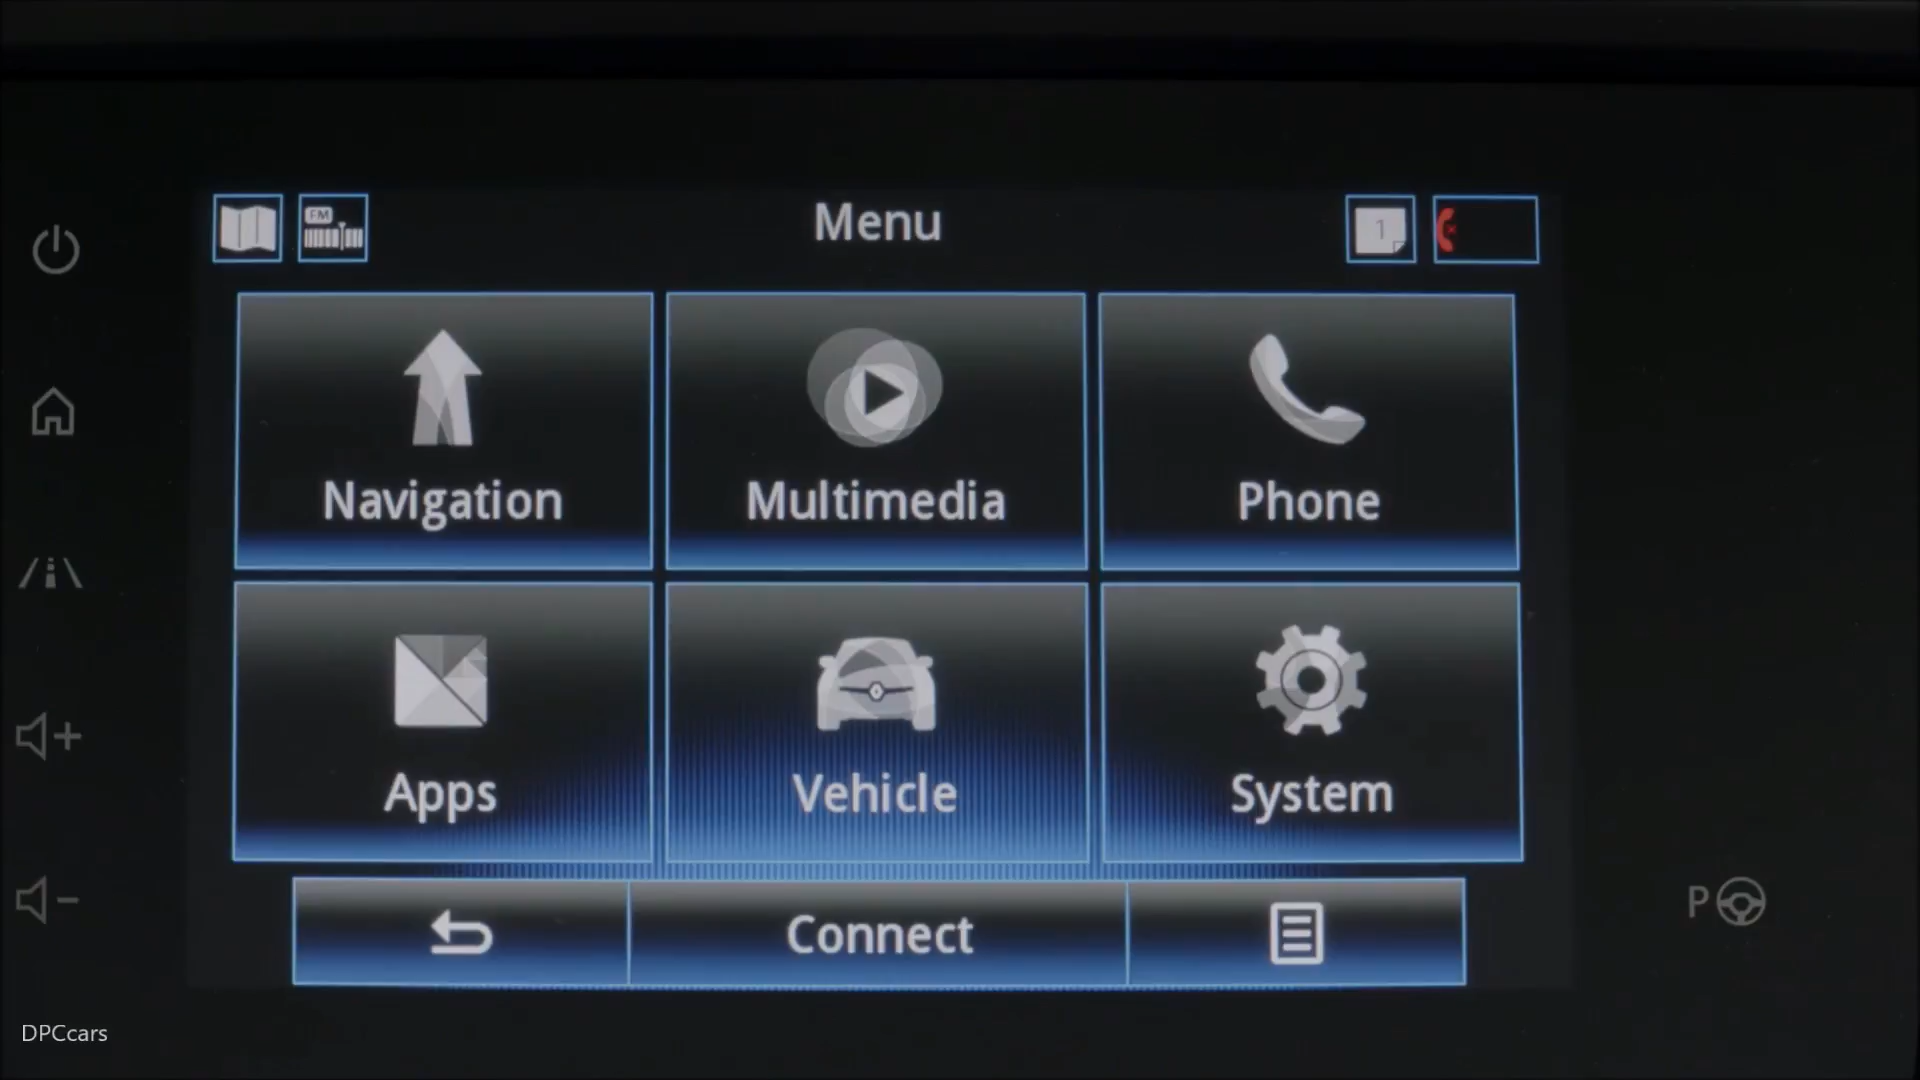 FM
Menu
1
Navigation
Multimedia
Phone
Apps
Vehicle
System
Connect
P
DPCcars